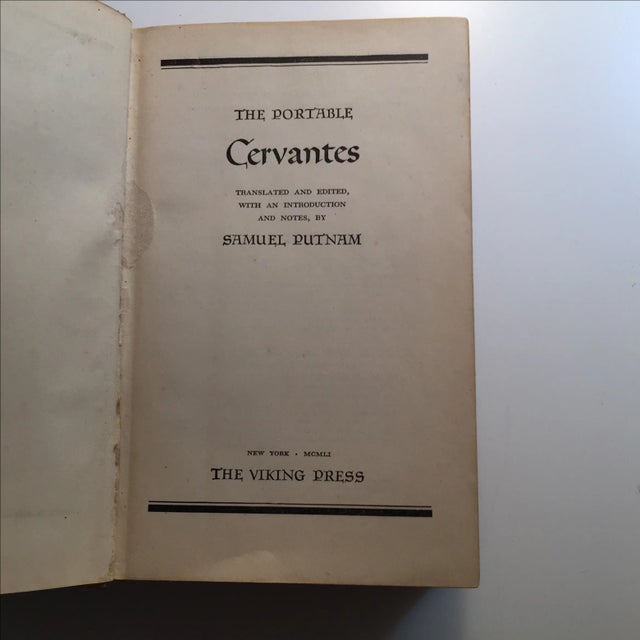 THE PORTABLE
Cervantes
TRANSLATED AND EDITED,
WITH AN INTRODUCTION
AND NOTES, BY
SAMUEL PUTNAM
NEW YORK · MCMLI
THE VIKING PRESS